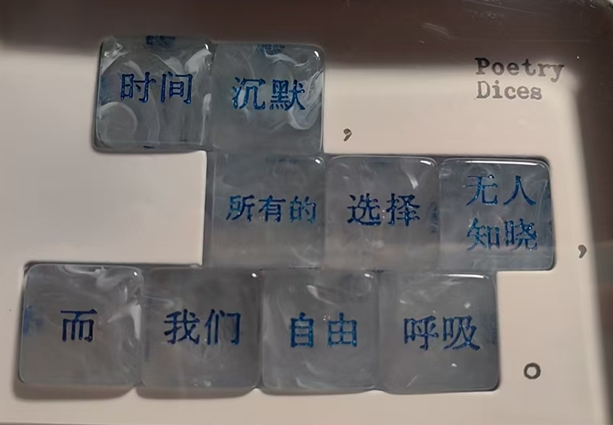 Poetry
Dices
时间 沉默，
所有的 选择 无人
知晓，
而 我们 自由 呼吸。